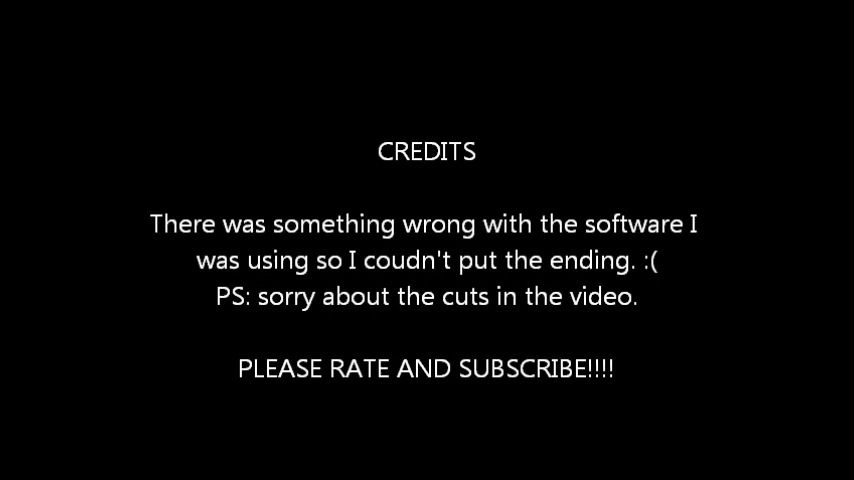 CREDITS
There was something wrong with the software I
was using so I coudn't put the ending. :(
PS: sorry about the cuts in the video.
PLEASE RATE AND SUBSCRIBE!!!!